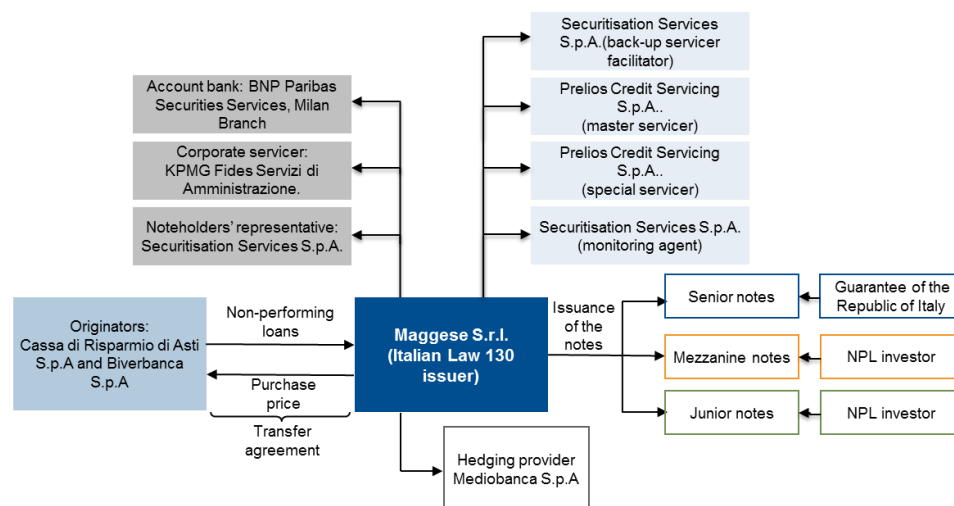 Securitisation Services
S.p.A.(back-up servicer
facilitator)
Account bank: BNP Paribas
Securities Services, Milan
Branch
Prelios Credit Servicing
S.p.A..
(master servicer)
Corporate servicer:
KPMG Fides Servizi di
Amministrazione.
Prelios Credit Servicing
S.p.A..
(special servicer)
Noteholders' representative:
Securitisation Services S.p.A.
Securitisation Services S.p.A.
(monitoring agent)
Originators:
Cassa di Risparmio di Asti
S.p.A and Biverbanca
S.p.A
Non-performing
loans
Purchase
price
Transfer
agreement
Maggese S.r.l.
(Italian Law 130
issuer)
Issuance of
the notes
Senior notes
Guarantee of the
Republic of Italy
Mezzanine notes
NPL investor
Junior notes
NPL investor
Hedging provider
Mediobanca S.p.A